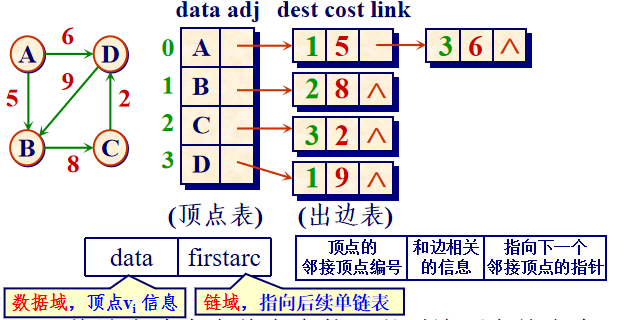 data adj dest cost link
A 6 D
5 9 2
B 8 C
0 A 1 5 3 6 ∧
1 B 2 8 ∧
2 C 3 2 ∧
3 D 1 9 ∧
(顶点表) (出边表)
data firstarc
顶点的
邻接顶点编号
和边相关
的信息
指向下一个
邻接顶点的指针
数据域，顶点vi 信息
链域，指向后续单链表